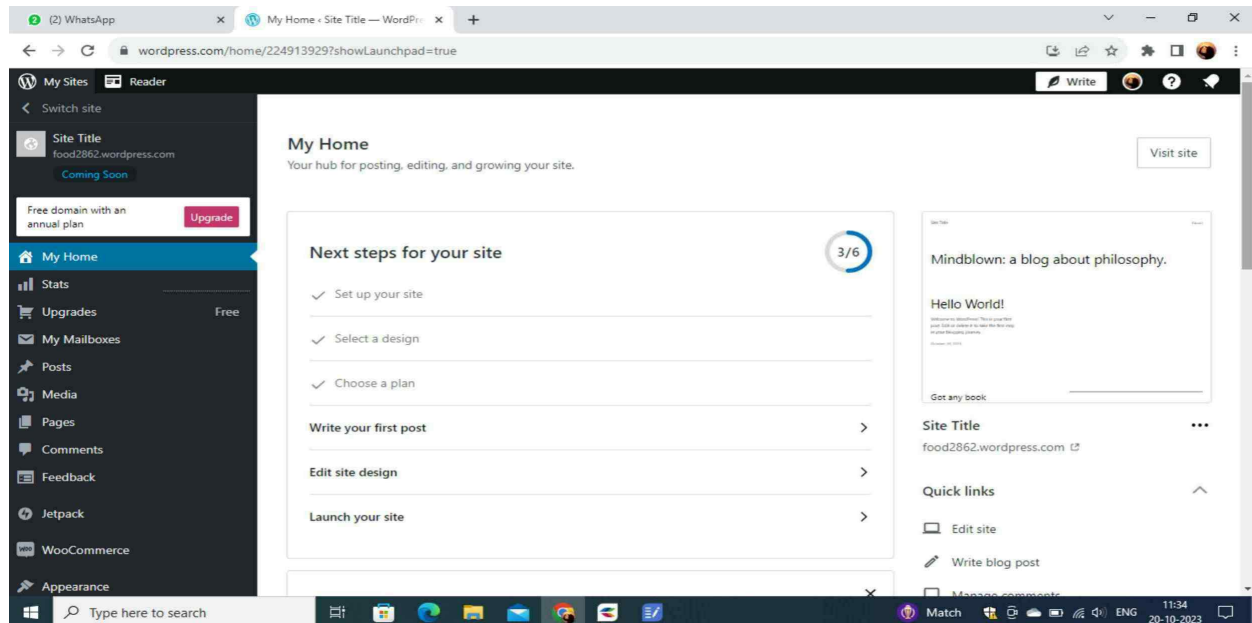 (2) WhatsApp
My Home ‹ Site Title — WordPre
wordpress.com/home/224913929?showLaunchpad=true
My Sites
Reader
Write
Switch site
Site Title
food2862.wordpress.com
Coming Soon
Free domain with an
annual plan
Upgrade
My Home
Stats
Upgrades
Free
My Mailboxes
Posts
Media
Pages
Comments
Feedback
Jetpack
WooCommerce
Appearance
My Home
Your hub for posting, editing, and growing your site.
Visit site
Next steps for your site
3/6
Set up your site
Select a design
Choose a plan
Write your first post
Edit site design
Launch your site
Site Title
Mindblown: a blog about philosophy.
Hello World!
Got any book
Site Title
food2862.wordpress.com
Quick links
Edit site
Write blog post
Manage comments
Type here to search
Match
ENG
11:34
20-10-2023